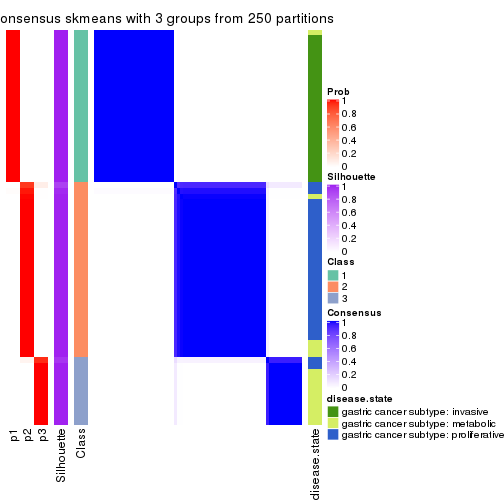 onsensus skmeans with 3 groups from 250 partitions
Prob
1
0.8
0.6
0.4
0.2
0
Silhouette
1
0.8
0.6
0.4
0.2
0
Class
1
2
3
Consensus
1
0.8
0.6
0.4
0.2
0
disease.state
gastric cancer subtype: invasive
gastric cancer subtype: metabolic
gastric cancer subtype: proliferative
p1
p2
p3
Silhouette
Class
disease.state